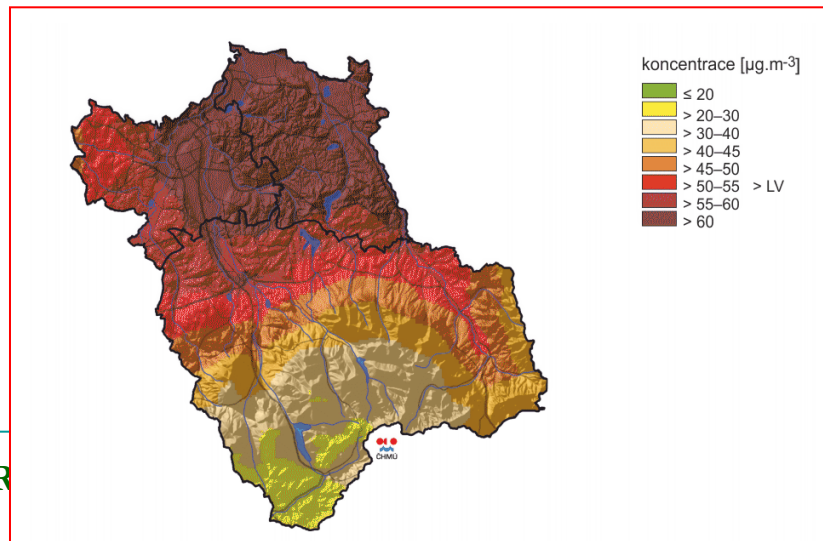 koncentrace [µg.m-3]
≤ 20
> 20–30
> 30–40
> 40–45
> 45–50
> 50–55 > LV
> 55–60
> 60
ČHMÚ
R